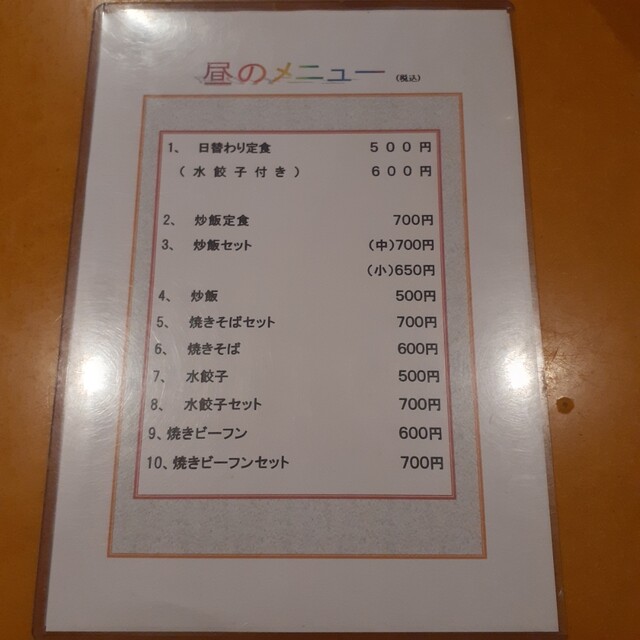 昼のメニュー (税込)
1、 日替わり定食 500円
(水餃子付き) 600円
2、 炒飯定食 700円
3、 炒飯セット (中)700円
(小)650円
4、 炒飯 500円
5、 焼きそばセット 700円
6、 焼きそば 600円
7、 水餃子 500円
8、 水餃子セット 700円
9、焼きビーフン 600円
10、焼きビーフンセット 700円